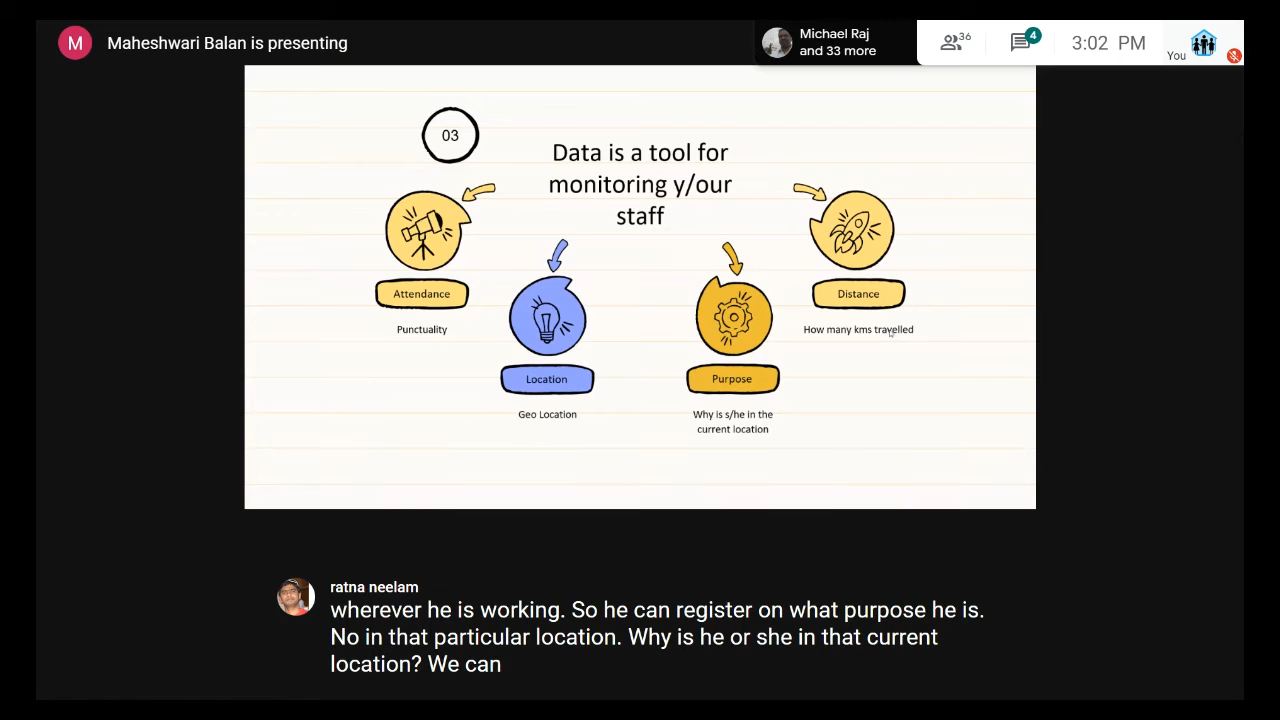 M
Maheshwari Balan is presenting
Michael Raj
and 33 more
36
4
3:02 PM
You
03
Data is a tool for
monitoring y/our
staff
Attendance
Punctuality
Location
Geo Location
Purpose
Why is s/he in the
current location
Distance
How many kms travelled
ratna neelam
wherever he is working. So he can register on what purpose he is.
No in that particular location. Why is he or she in that current
location? We can